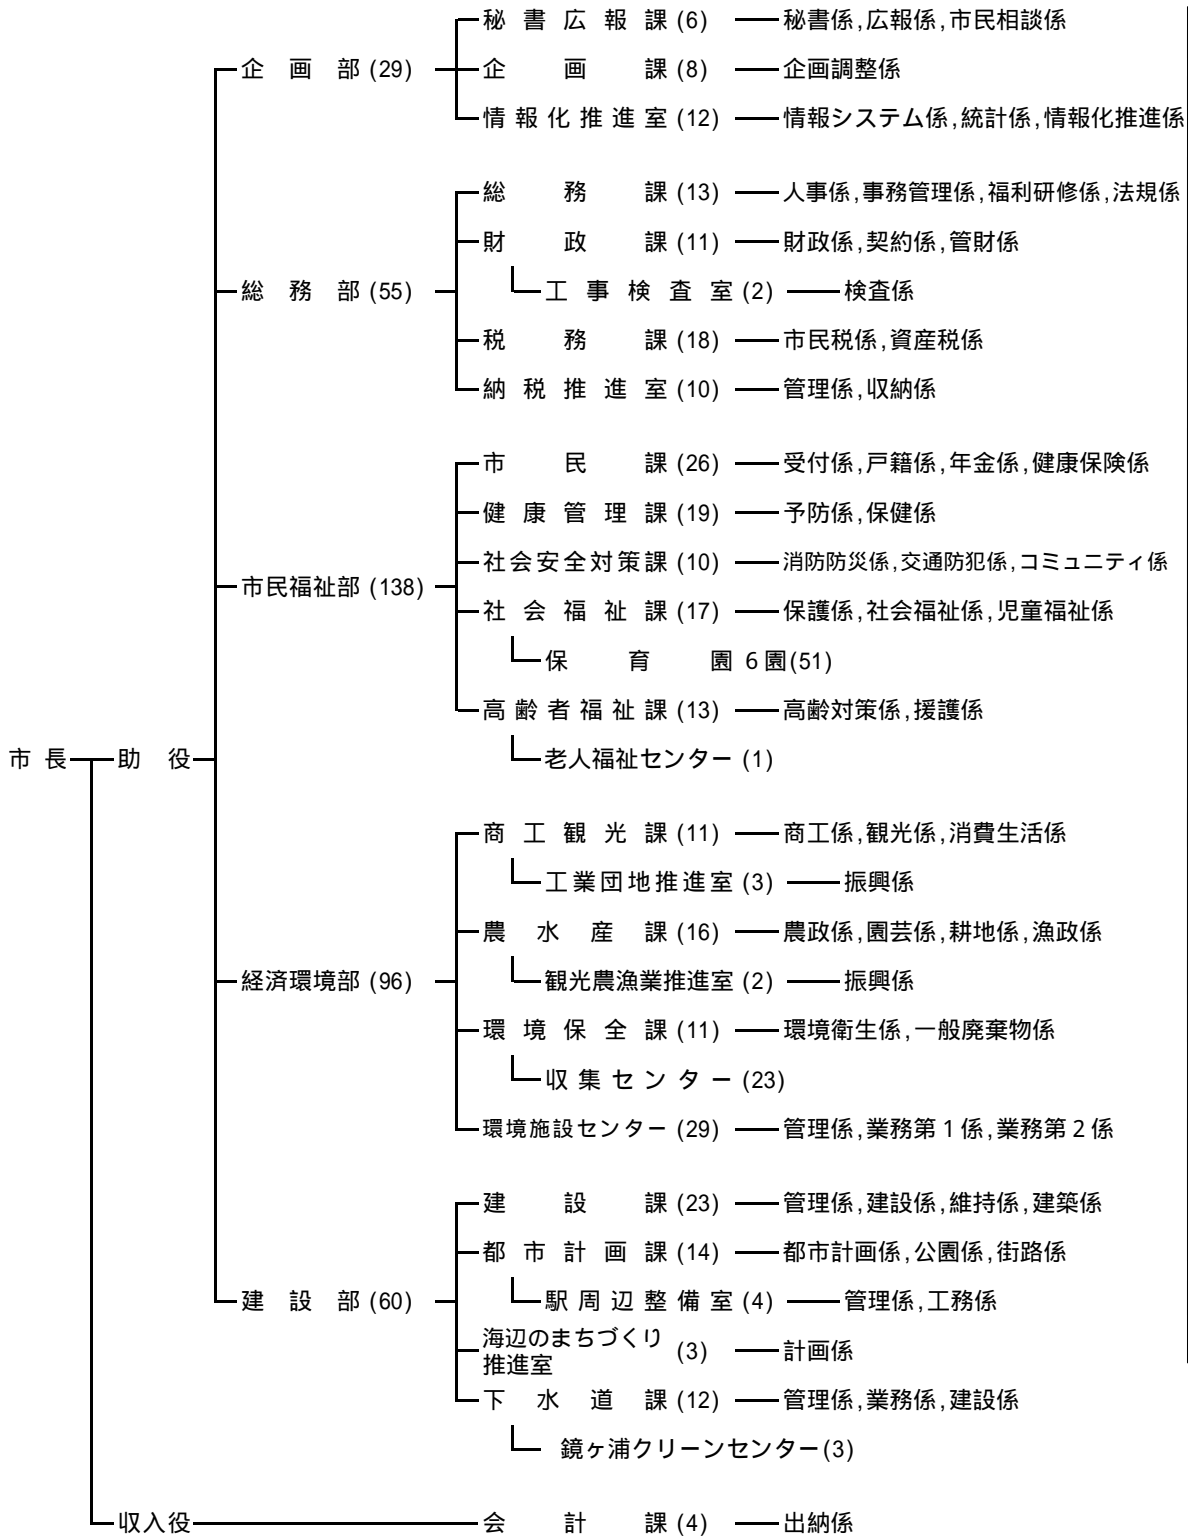 秘書広報課 (6) 秘書係,広報係,市民相談係
企画部 (29) 企画課 (8) 企画調整係
情報化推進室 (12) 情報システム係,統計係,情報化推進係
総務課 (13) 人事係,事務管理係,福利研修係,法規係
財政課 (11) 財政係,契約係,管財係
総務部 (55) 工事検査室 (2) 検査係
税務課 (18) 市民税係,資産税係
納税推進室 (10) 管理係,収納係
市民課 (26) 受付係,戸籍係,年金係,健康保険係
健康管理課 (19) 予防係,保健係
社会安全対策課 (10) 消防防災係,交通防犯係,コミュニティ係
市民福祉部 (138)
社会福祉課 (17) 保護係,社会福祉係,児童福祉係
保育園 6園(51)
高齢者福祉課 (13) 高齢対策係,援護係
市長 助役 老人福祉センター (1)
商工観光課 (11) 商工係,観光係,消費生活係
工業団地推進室 (3) 振興係
農水産課 (16) 農政係,園芸係,耕地係,漁政係
経済環境部 (96) 観光農漁業推進室 (2) 振興係
環境保全課 (11) 環境衛生係,一般廃棄物係
収集センター (23)
環境施設センター (29) 管理係,業務第1係,業務第2係
建設課 (23) 管理係,建設係,維持係,建築係
都市計画課 (14) 都市計画係,公園係,街路係
建設部 (60) 駅周辺整備室 (4) 管理係,工務係
海辺のまちづくり
推進室 (3) 計画係
下水道課 (12) 管理係,業務係,建設係
鏡ヶ浦クリーンセンター(3)
収入役 会計課 (4) 出納係